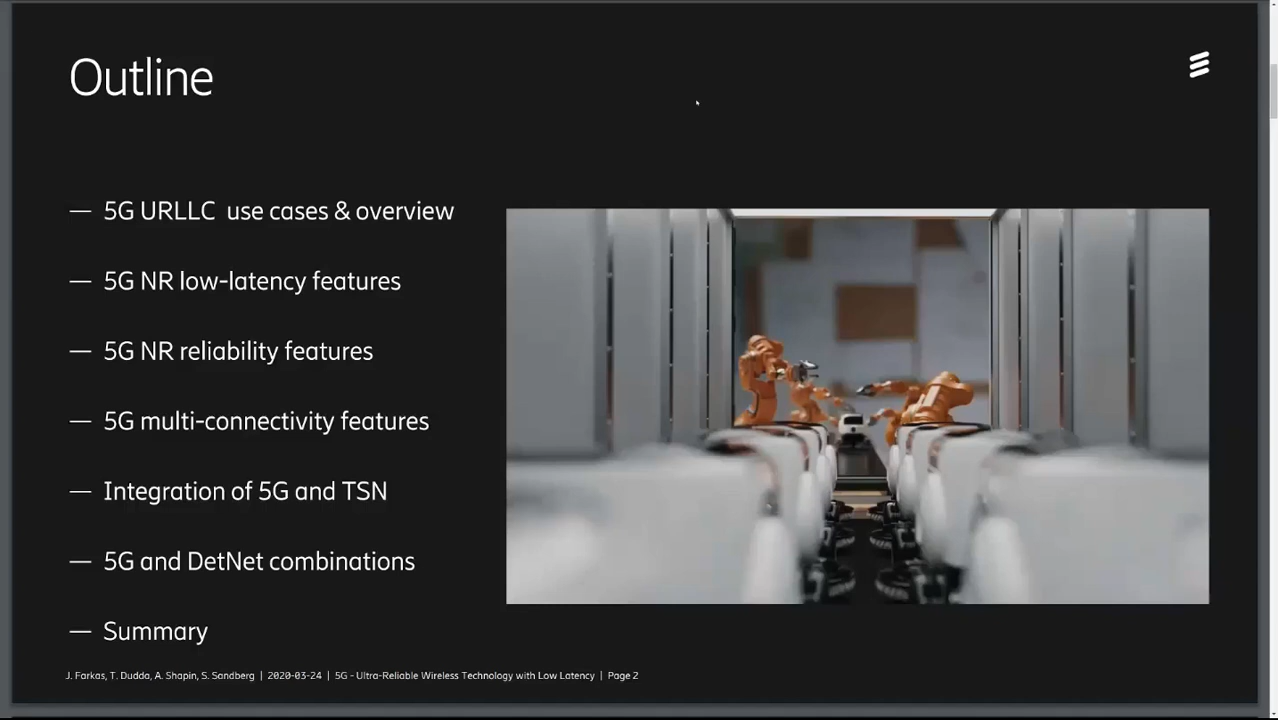 Outline
— 5G URLLC  use cases & overview
— 5G NR low-latency features
— 5G NR reliability features
— 5G multi-connectivity features
— Integration of 5G and TSN
— 5G and DetNet combinations
— Summary
J. Farkas, T. Dudda, A. Shapin, S. Sandberg | 2020-03-24 | 5G - Ultra-Reliable Wireless Technology with Low Latency | Page 2